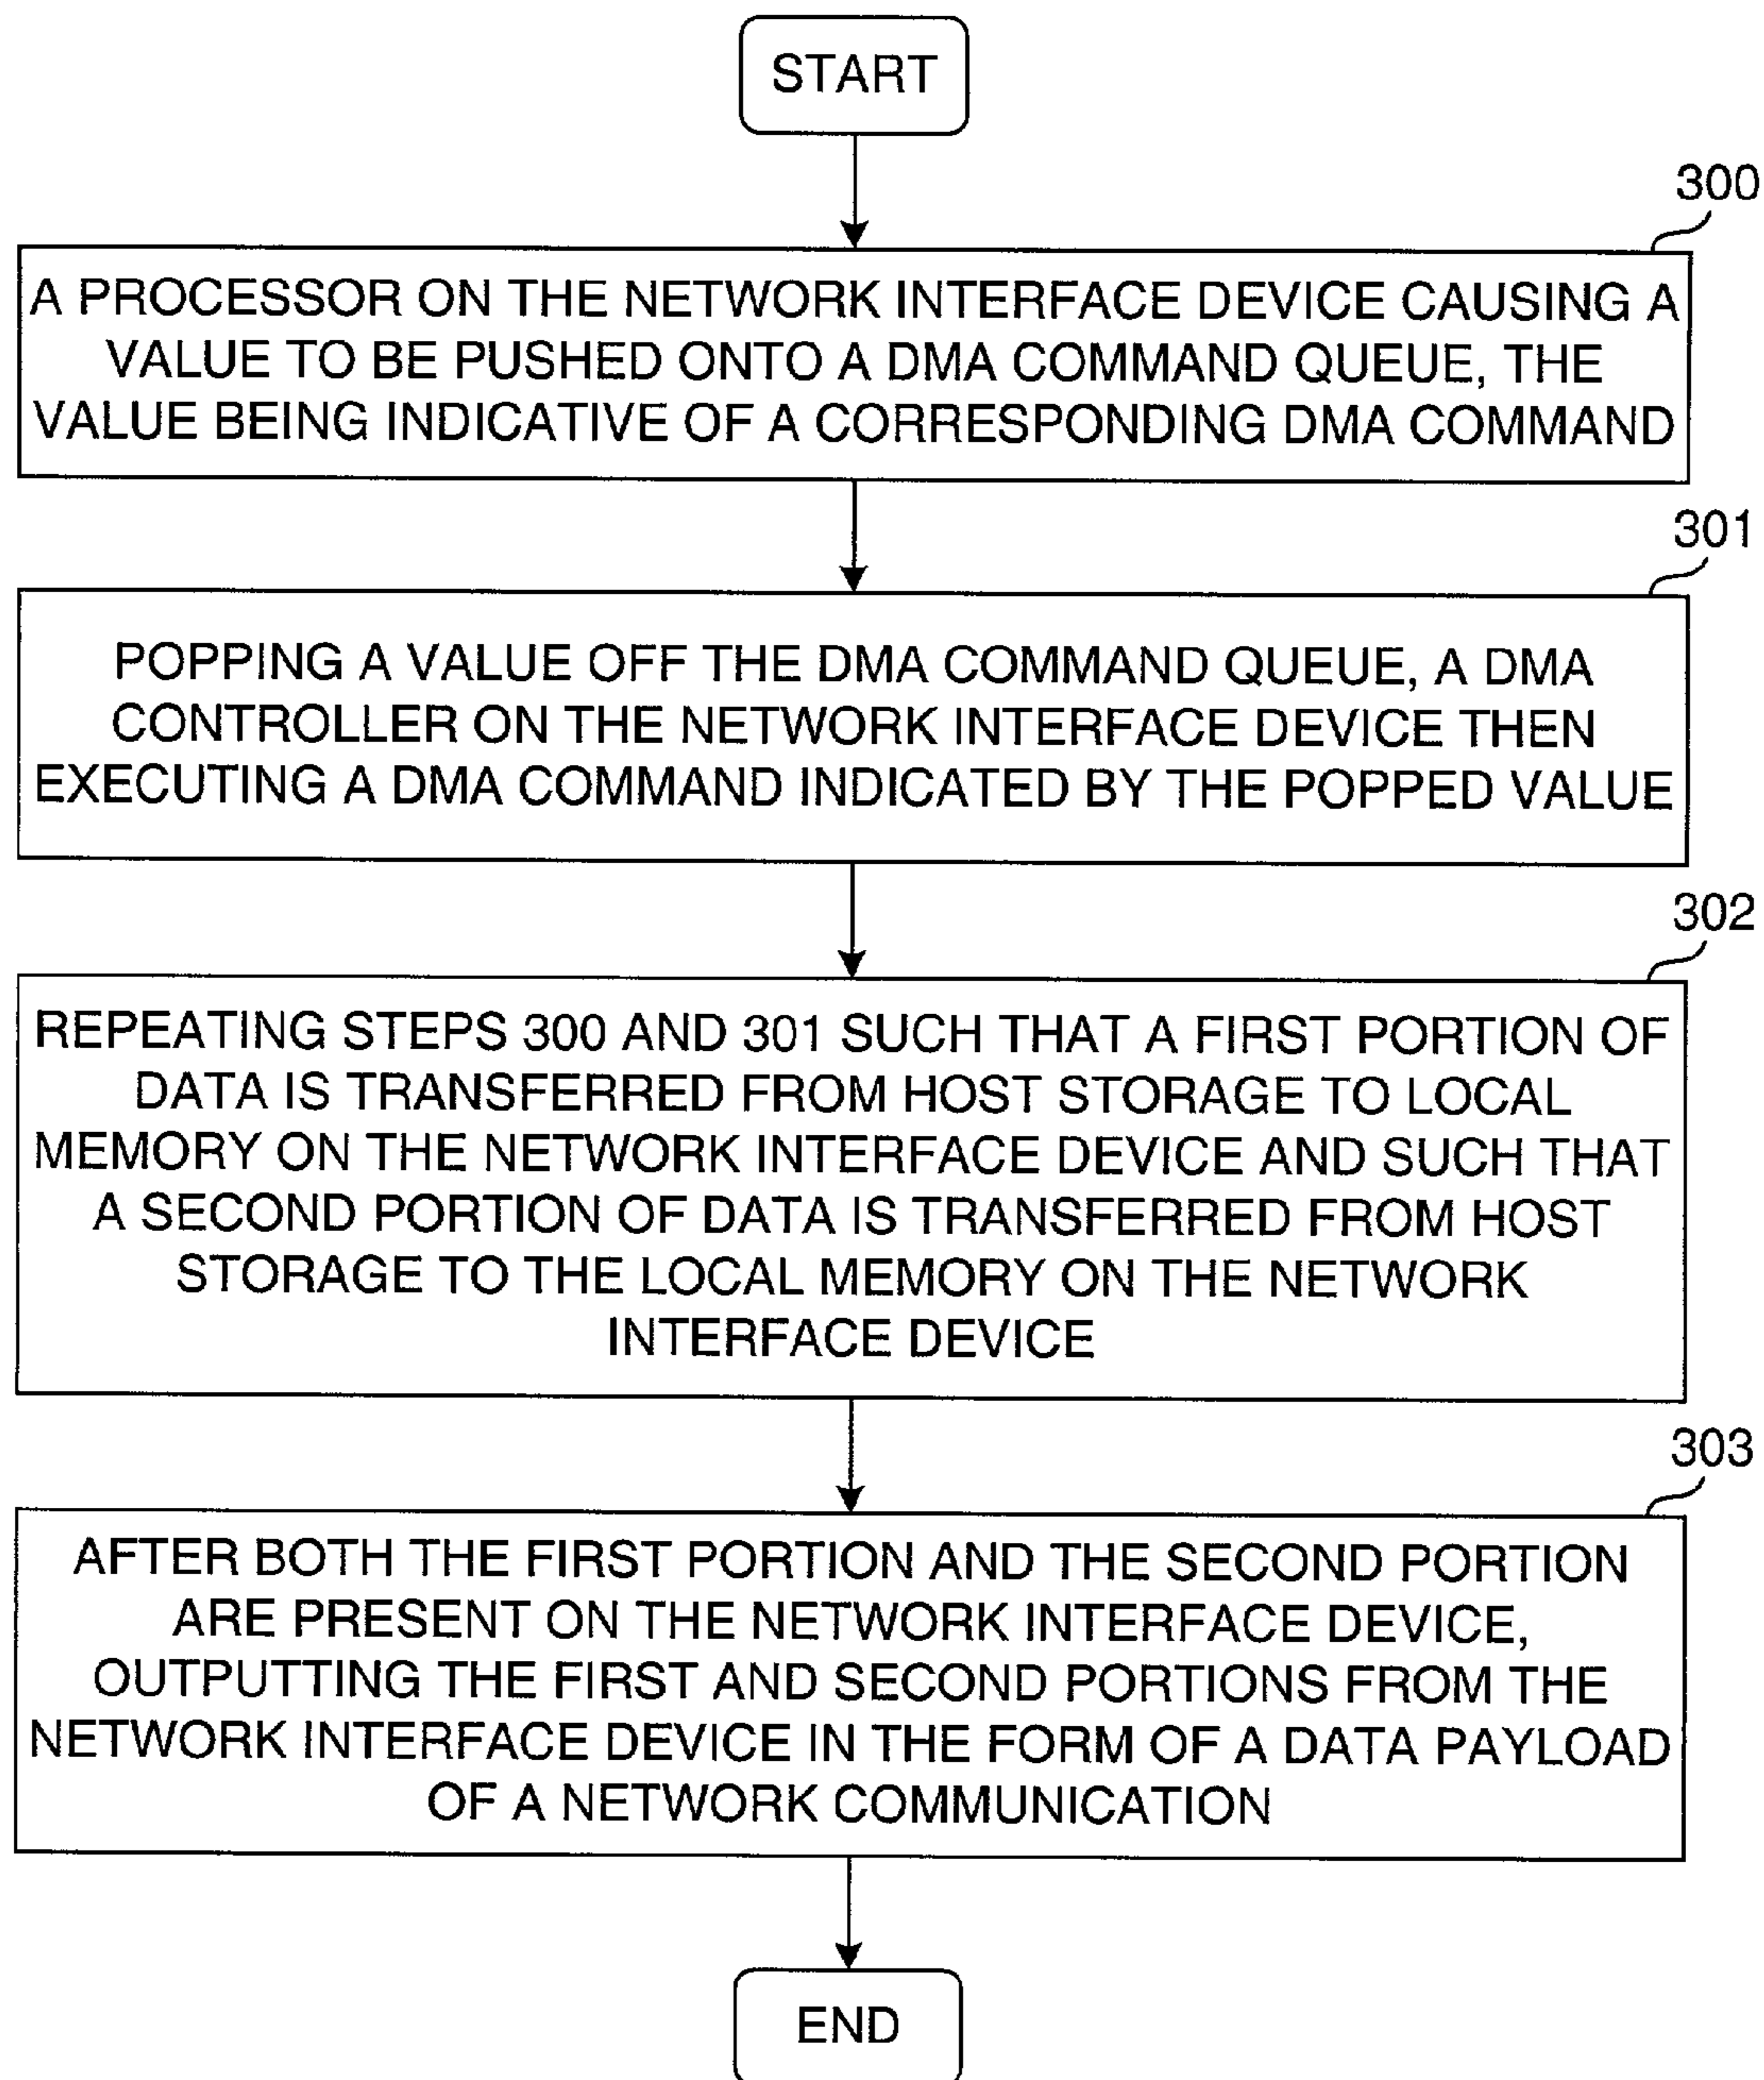 START
300
A PROCESSOR ON THE NETWORK INTERFACE DEVICE CAUSING A
VALUE TO BE PUSHED ONTO A DMA COMMAND QUEUE, THE
VALUE BEING INDICATIVE OF A CORRESPONDING DMA COMMAND
301
POPPING A VALUE OFF THE DMA COMMAND QUEUE, A DMA
CONTROLLER ON THE NETWORK INTERFACE DEVICE THEN
EXECUTING A DMA COMMAND INDICATED BY THE POPPED VALUE
302
REPEATING STEPS 300 AND 301 SUCH THAT A FIRST PORTION OF
DATA IS TRANSFERRED FROM HOST STORAGE TO LOCAL
MEMORY ON THE NETWORK INTERFACE DEVICE AND SUCH THAT
A SECOND PORTION OF DATA IS TRANSFERRED FROM HOST
STORAGE TO THE LOCAL MEMORY ON THE NETWORK
INTERFACE DEVICE
303
AFTER BOTH THE FIRST PORTION AND THE SECOND PORTION
ARE PRESENT ON THE NETWORK INTERFACE DEVICE,
OUTPUTTING THE FIRST AND SECOND PORTIONS FROM THE
NETWORK INTERFACE DEVICE IN THE FORM OF A DATA PAYLOAD
OF A NETWORK COMMUNICATION
END